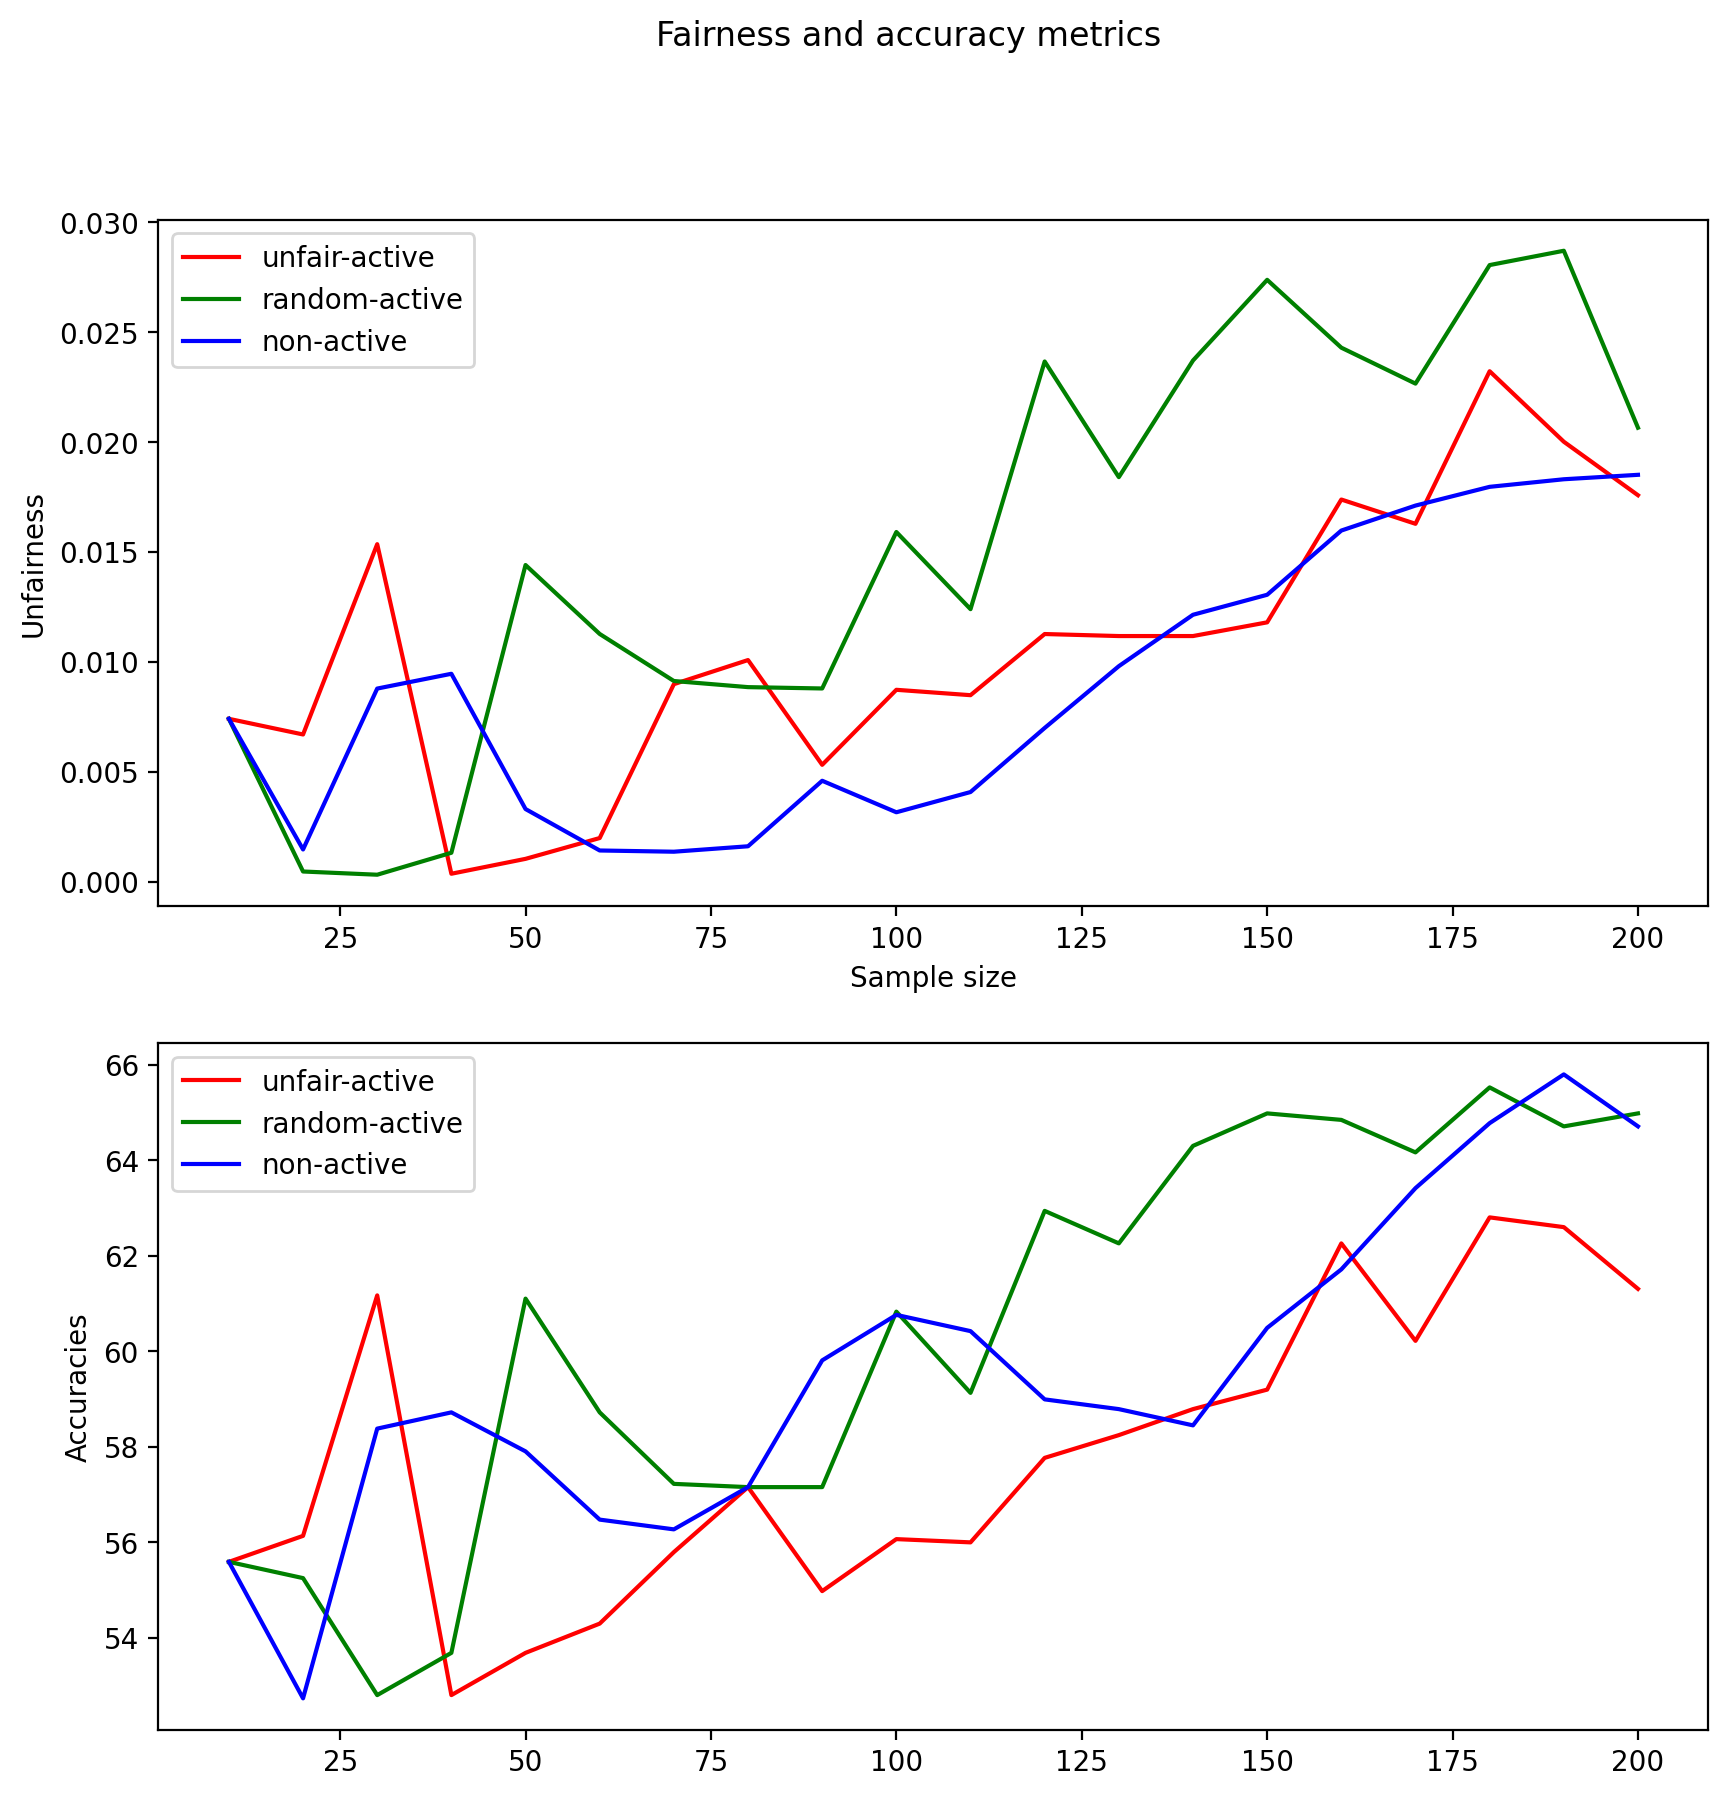 Fairness and accuracy metrics
0.030
0.025
0.020
0.015
0.010
0.005
0.000
Unfairness
unfair-active
random-active
non-active
25 50 75 100 125 150 175 200
Sample size
66
64
62
60
58
56
54
Accuracies
unfair-active
random-active
non-active
25 50 75 100 125 150 175 200